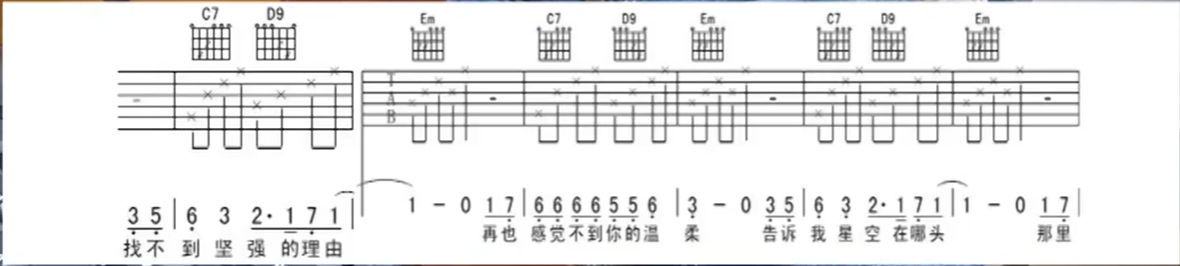 C7 D9 Em C7 D9 Em C7 D9 Em
T
A
B
3 5 | 6 3 2· 1 7 1 | 1 – 0 1 7 | 6 6 6 6 5 5 6 | 3 – 0 3 5 | 6 3 2· 1 7 1 | 1 – 0 1 7 |
找不到坚强的理由 再也 感觉不到你的温柔 告诉我星空在哪头 那里